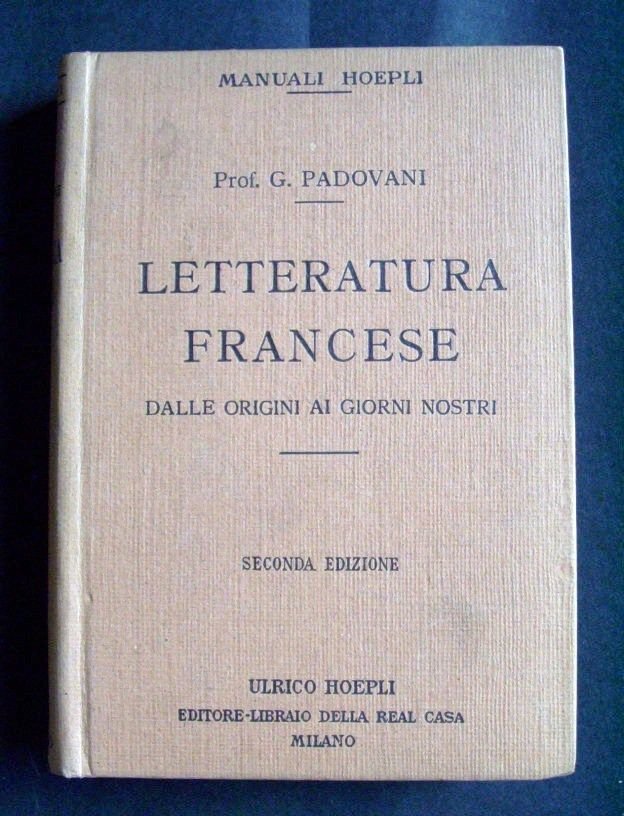 MANUALI HOEPLI
Prof. G. PADOVANI
LETTERATURA
FRANCESE
DALLE ORIGINI AI GIORNI NOSTRI
SECONDA EDIZIONE
ULRICO HOEPLI
EDITORE-LIBRAIO DELLA REAL CASA
MILANO